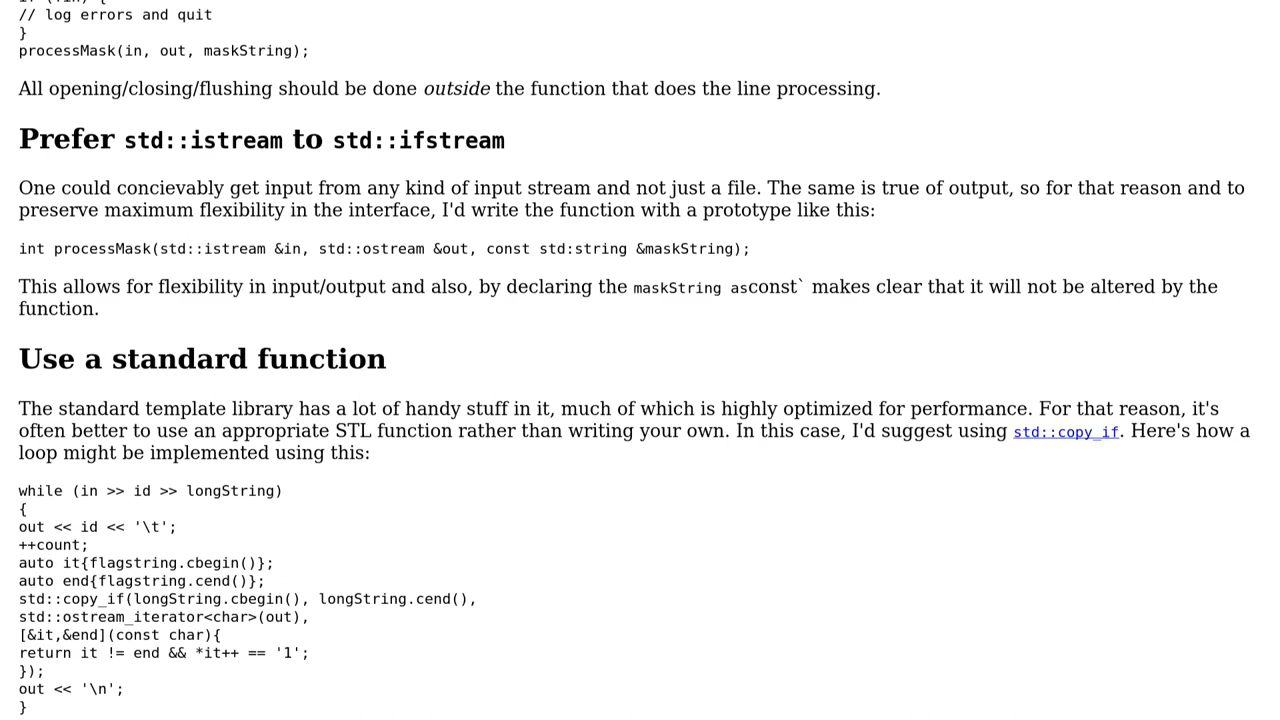 // log errors and quit
}
processMask(in, out, maskString);
All opening/closing/flushing should be done outside the function that does the line processing.
Prefer std::istream to std::ifstream
One could concievably get input from any kind of input stream and not just a file. The same is true of output, so for that reason and to
preserve maximum flexibility in the interface, I'd write the function with a prototype like this:
int processMask(std::istream &in, std::ostream &out, const std:string &maskString);
This allows for flexibility in input/output and also, by declaring the maskString asconst` makes clear that it will not be altered by the
function.
Use a standard function
The standard template library has a lot of handy stuff in it, much of which is highly optimized for performance. For that reason, it's
often better to use an appropriate STL function rather than writing your own. In this case, I'd suggest using std::copy_if. Here's how a
loop might be implemented using this:
while (in >> id >> longString)
{
out << id << '\t';
++count;
auto it{flagstring.cbegin()};
auto end{flagstring.cend()};
std::copy_if(longString.cbegin(), longString.cend(),
std::ostream_iterator<char>(out),
[&it,&end](const char){
return it != end && *it++ == '1';
});
out << '\n';
}